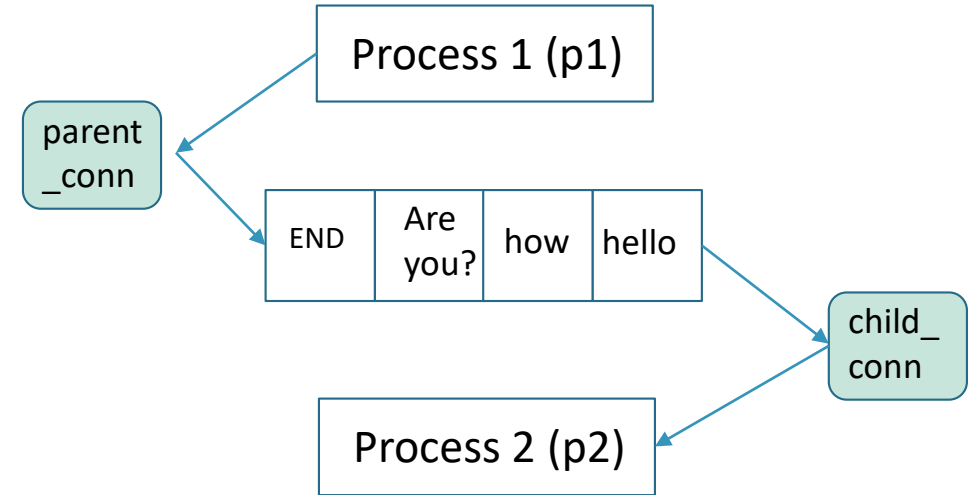 Process 1 (p1)
parent
_conn
END
Are
you?
how
hello
child_
conn
Process 2 (p2)